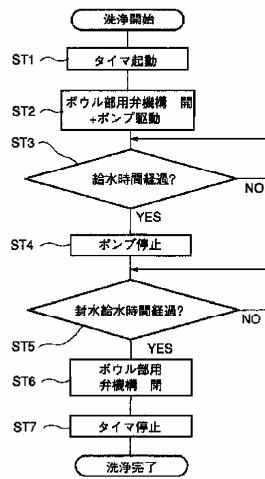 洗浄開始
ST1
タイマ起動
ST2
ボウル部用弁機構 開
+ポンプ駆動
ST3
給水時間経過?
NO
YES
ST4
ポンプ停止
封水給水時間経過?
NO
ST5
YES
ST6
ボウル部用
弁機構 閉
ST7
タイマ停止
洗浄完了